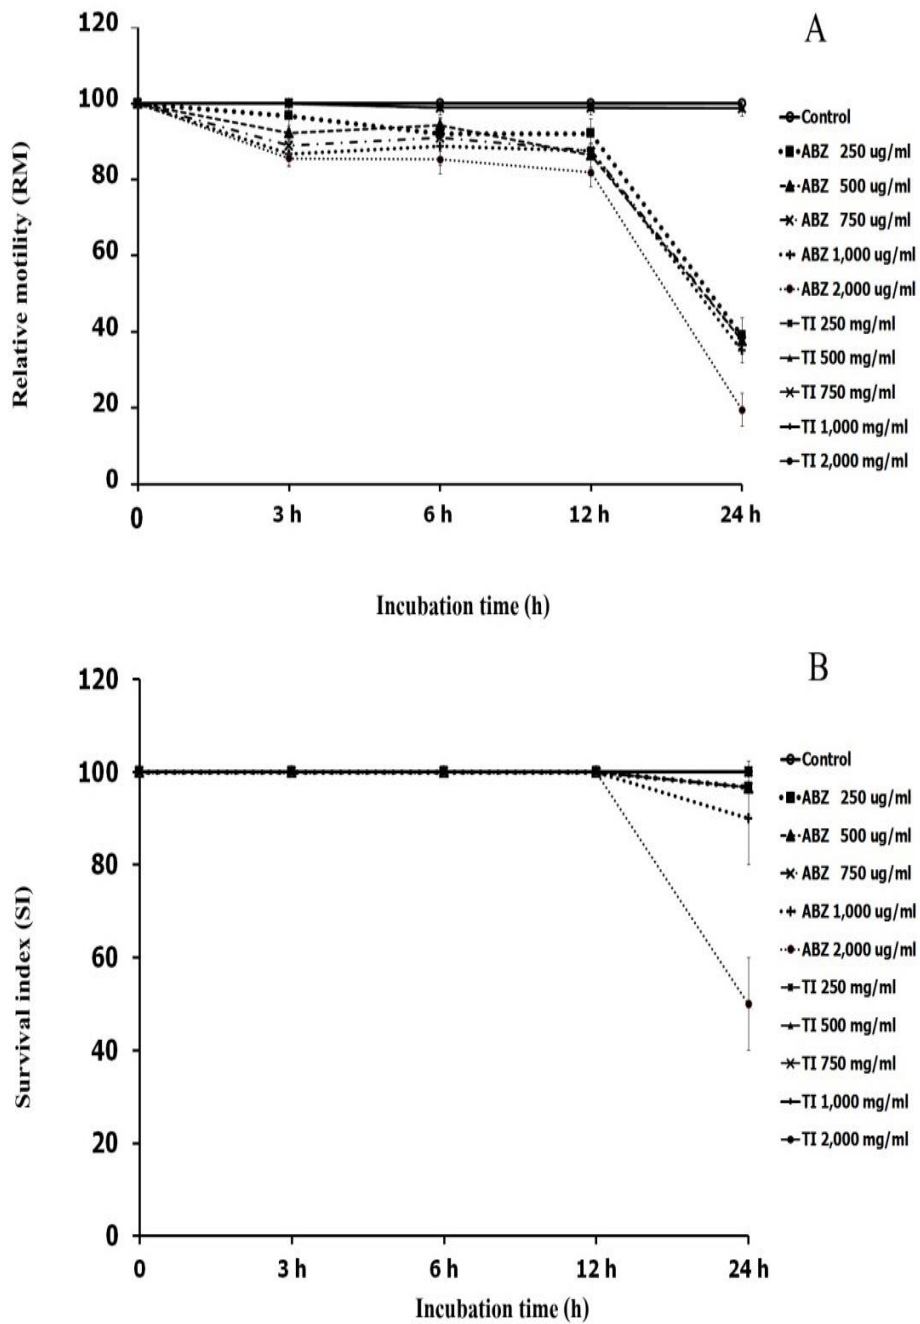 A
120
100
80
60
40
20
0
Relative motility (RM)
0 3 h 6 h 12 h 24 h
Incubation time (h)
Control
ABZ 250 ug/ml
ABZ 500 ug/ml
ABZ 750 ug/ml
ABZ 1,000 ug/ml
ABZ 2,000 ug/ml
TI 250 mg/ml
TI 500 mg/ml
TI 750 mg/ml
TI 1,000 mg/ml
TI 2,000 mg/ml
B
120
100
80
60
40
20
0
Survival index (SI)
0 3 h 6 h 12 h 24 h
Incubation time (h)
Control
ABZ 250 ug/ml
ABZ 500 ug/ml
ABZ 750 ug/ml
ABZ 1,000 ug/ml
ABZ 2,000 ug/ml
TI 250 mg/ml
TI 500 mg/ml
TI 750 mg/ml
TI 1,000 mg/ml
TI 2,000 mg/ml